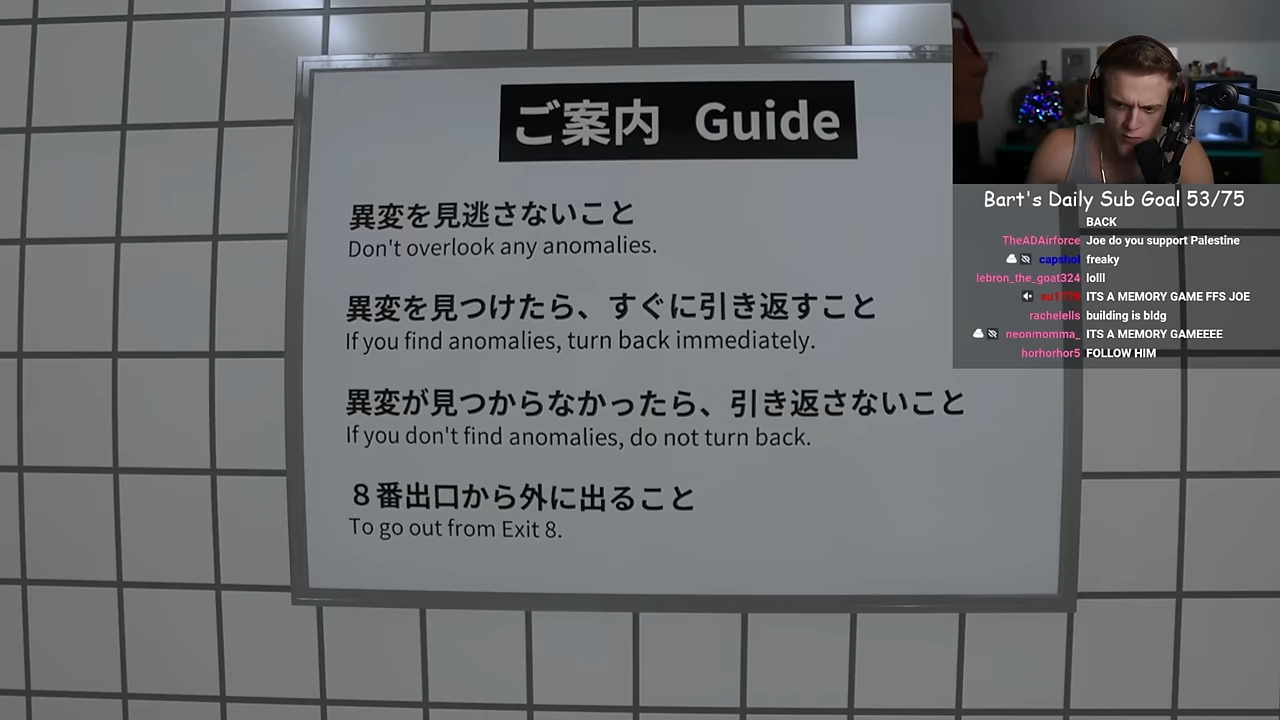 ご案内 Guide
異変を見逃さないこと
Don't overlook any anomalies.
異変を見つけたら、すぐに引き返すこと
If you find anomalies, turn back immediately.
異変が見つからなかったら、引き返さないこと
If you don't find anomalies, do not turn back.
８番出口から外に出ること
To go out from Exit 8.
Bart's Daily Sub Goal 53/75
BACK
TheADAirforce Joe do you support Palestine
capshol freaky
lebron_the_goat324 lolll
ITS A MEMORY GAME FFS JOE
rachelells building is bldg
neonmomma_ ITS A MEMORY GAMEEEE
horhorhor5 FOLLOW HIM